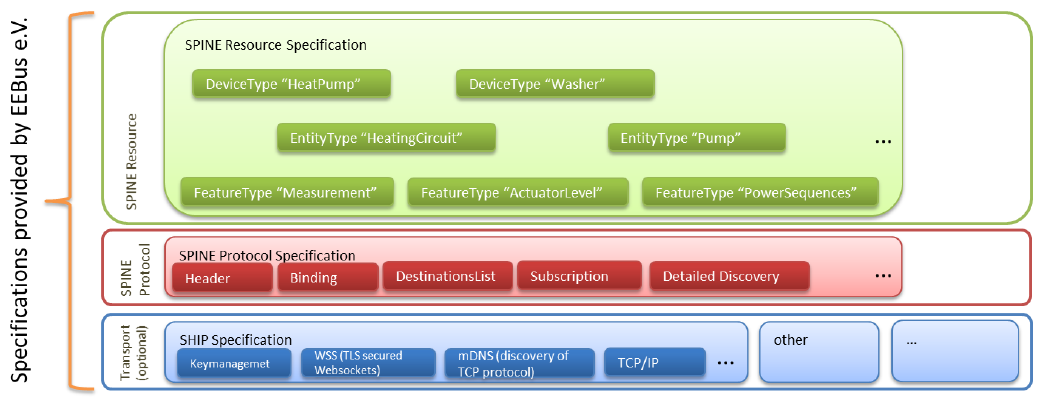 Specifications provided by EEBus e.V.
SPINE Resource
SPINE Resource Specification
DeviceType “HeatPump”
DeviceType “Washer”
EntityType “HeatingCircuit”
EntityType “Pump”
...
FeatureType “Measurement”
FeatureType “ActuatorLevel”
FeatureType “PowerSequences”
SPINE
Protocol
SPINE Protocol Specification
Header
Binding
DestinationsList
Subscription
Detailed Discovery
...
Transport
(optional)
SHIP Specification
Keymanagemet
WSS (TLS secured
Websockets)
mDNS (discovery of
TCP protocol)
TCP/IP
...
other
...